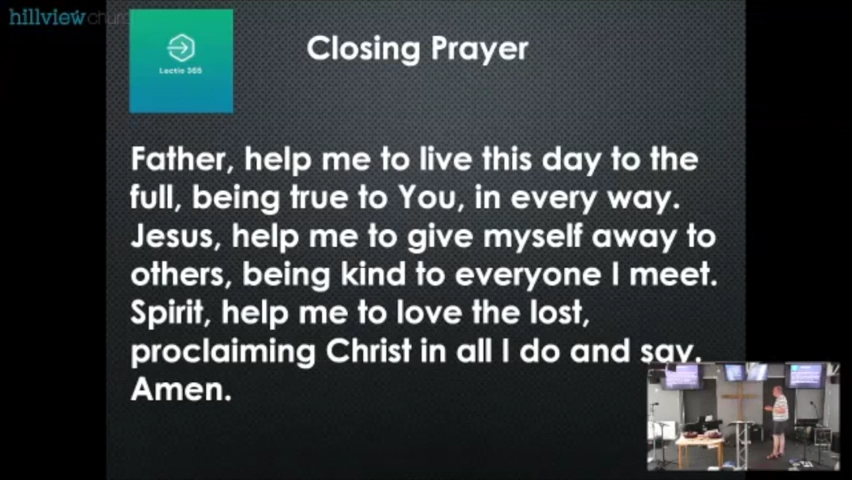 hillviewchurch
Lectio 365
Closing Prayer
Father, help me to live this day to the
full, being true to You, in every way.
Jesus, help me to give myself away to
others, being kind to everyone I meet.
Spirit, help me to love the lost,
proclaiming Christ in all I do and say.
Amen.